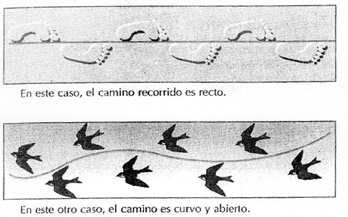 En este caso, el camino recorrido es recto.
En este otro caso, el camino es curvo y abierto.